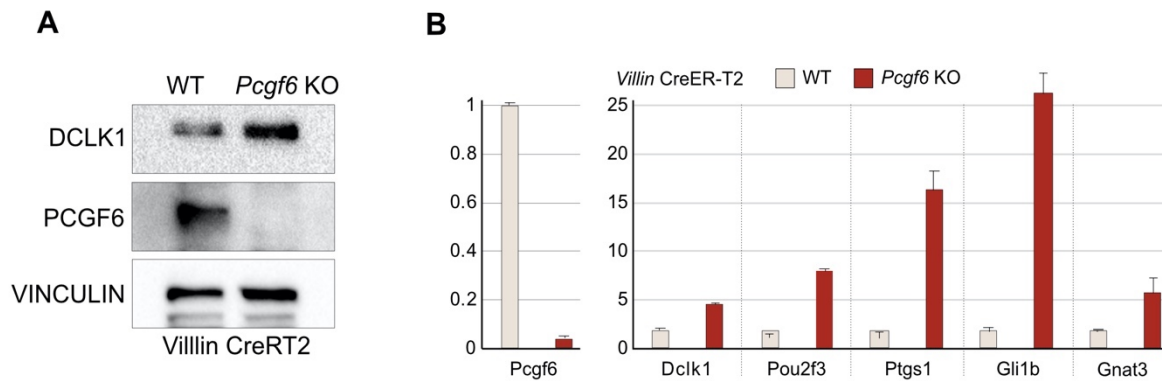 A
WT Pcgf6 KO
DCLK1
PCGF6
VINCULIN
Villlin CreRT2
B
Villin CreER-T2 WT Pcgf6 KO
1
0.8
0.6
0.4
0.2
0
Pcgf6
25
20
15
10
5
0
Dclk1 Pou2f3 Ptgs1 Gli1b Gnat3